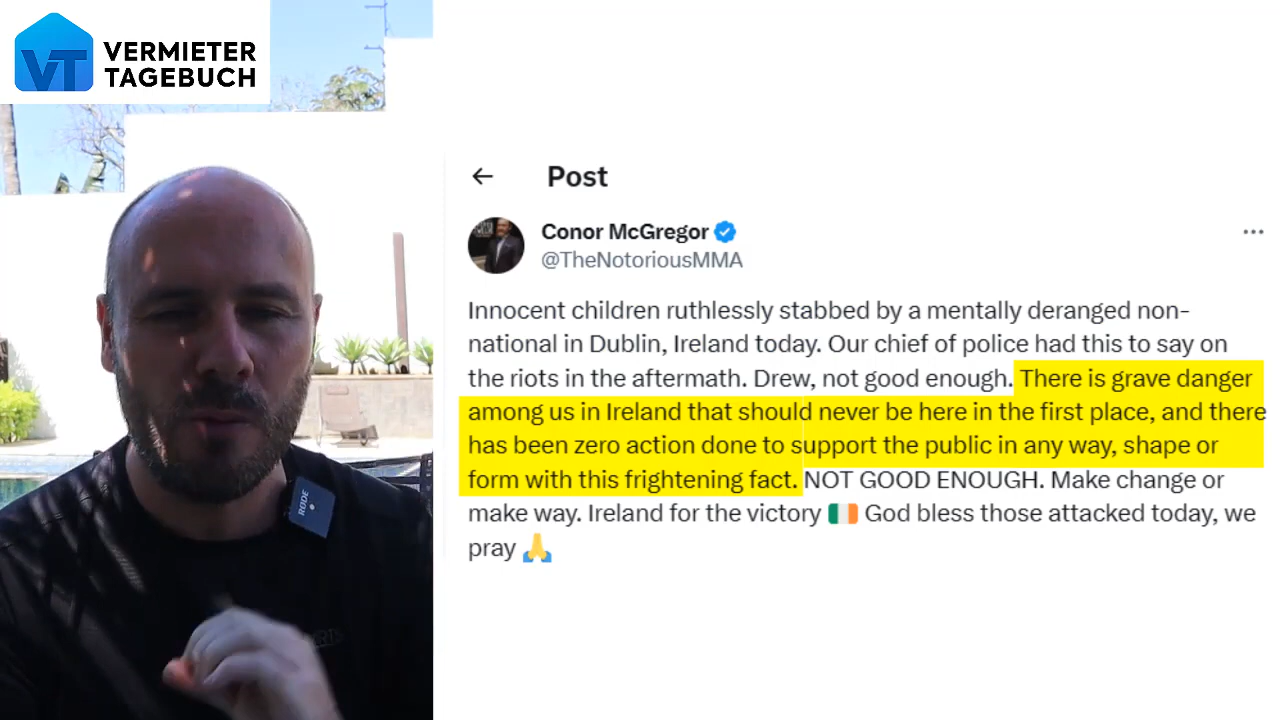 VT VERMIETER
TAGEBUCH
Post
Conor McGregor
@TheNotoriousMMA
Innocent children ruthlessly stabbed by a mentally deranged non-
national in Dublin, Ireland today. Our chief of police had this to say on
the riots in the aftermath. Drew, not good enough. There is grave danger
among us in Ireland that should never be here in the first place, and there
has been zero action done to support the public in any way, shape or
form with this frightening fact. NOT GOOD ENOUGH. Make change or
make way. Ireland for the victory 🇮🇪 God bless those attacked today, we
pray 🙏
RODE